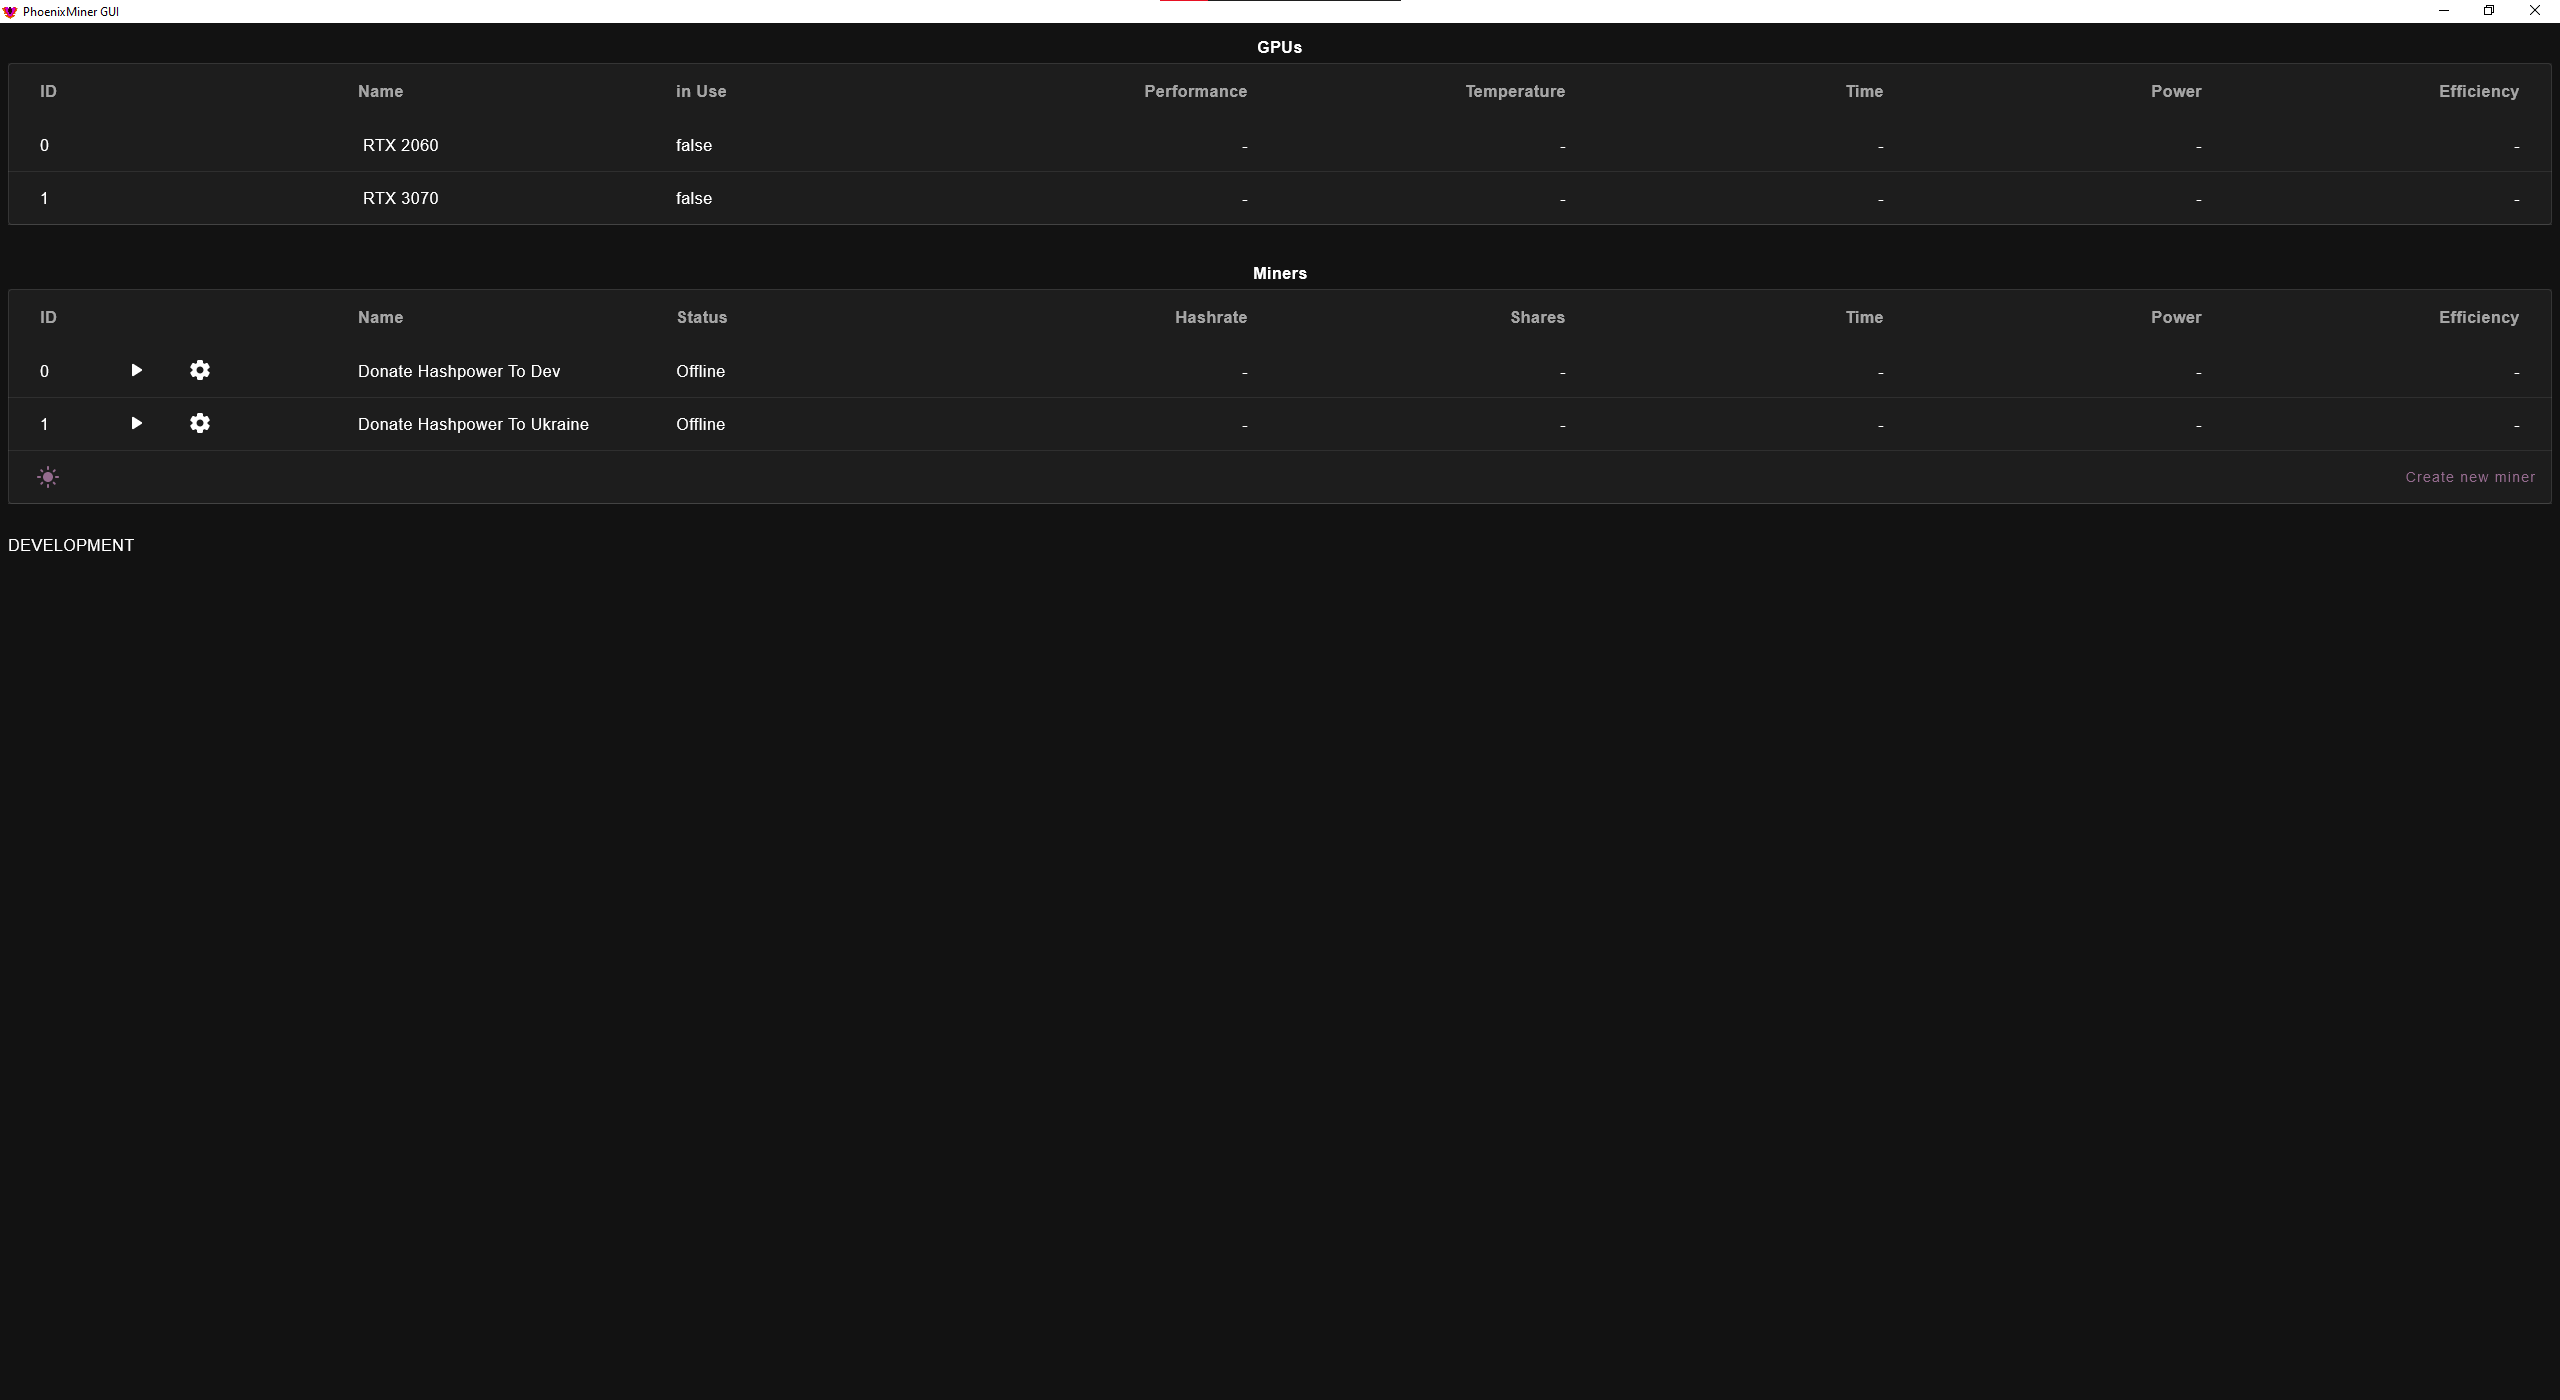 PhoenixMiner GUI
GPUs
ID Name in Use Performance Temperature Time Power Efficiency
0 RTX 2060 false - - - - -
1 RTX 3070 false - - - - -
Miners
ID Name Status Hashrate Shares Time Power Efficiency
0 Donate Hashpower To Dev Offline - - - - -
1 Donate Hashpower To Ukraine Offline - - - - -
Create new miner
DEVELOPMENT